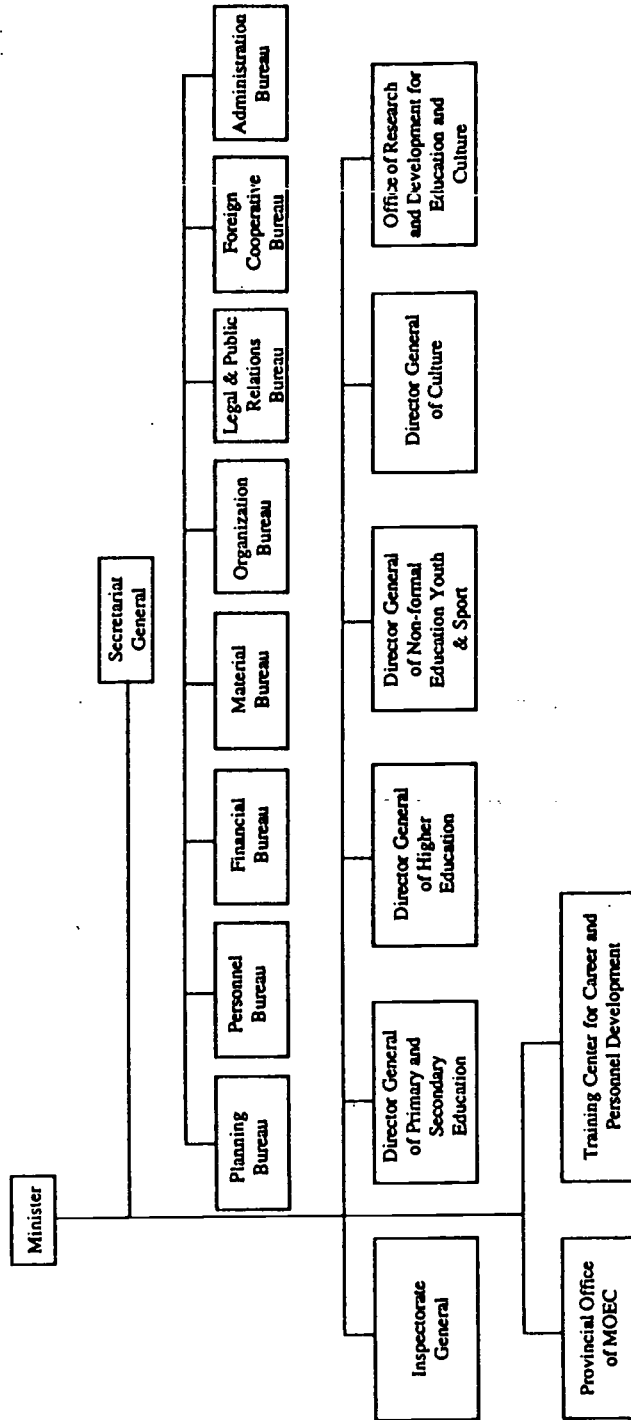 Minister
Secretariat
General
Planning
Bureau
Personnel
Bureau
Financial
Bureau
Material
Bureau
Organization
Bureau
Legal & Public
Relations
Bureau
Foreign
Cooperative
Bureau
Administration
Bureau
Inspectorate
General
Director General
of Primary and
Secondary
Education
Director General
of Higher
Education
Director General
of Non-formal
Education Youth
& Sport
Director General
of Culture
Office of Research
and Development for
Education and
Culture
Provincial Office
of MOEC
Training Center for Career and
Personnel Development